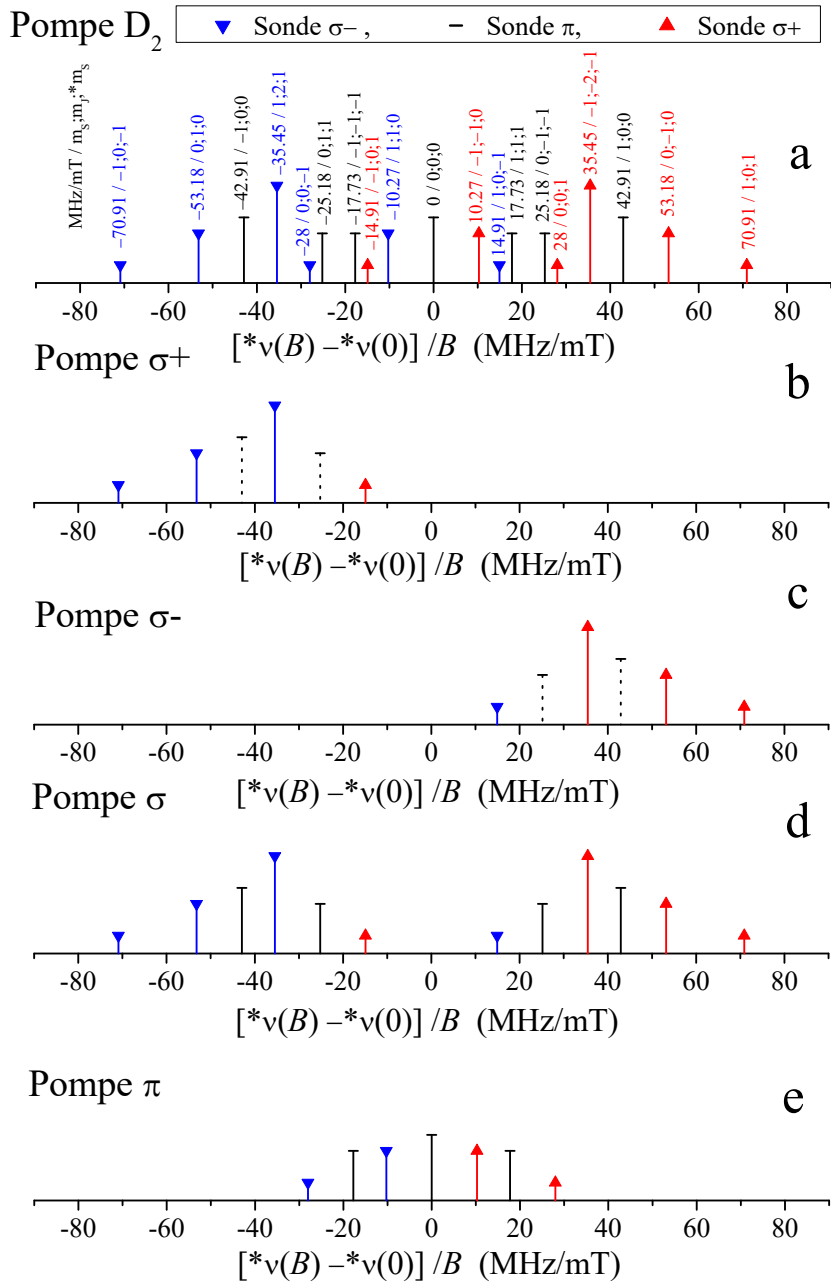 Pompe D2
Sonde σ− , Sonde π, Sonde σ+
MHz/mT / mS;mJ;*mS
−70.91 / −1;0;−1
−53.18 / 0;1;0
−42.91 / −1;0;0
−35.45 / 1;2;1
−28 / 0;0;−1
−25.18 / 0;1;1
−17.73 / −1;−1;−1
−14.91 / −1;0;1
−10.27 / 1;1;0
0 / 0;0;0
10.27 / −1;−1;0
14.91 / 1;0;−1
17.73 / 1;1;1
25.18 / 0;−1;−1
28 / 0;0;1
35.45 / −1;−2;−1
42.91 / 1;0;0
53.18 / 0;−1;0
70.91 / 1;0;1
a
-80 -60 -40 -20 0 20 40 60 80
[*ν(B) –*ν(0)] /B (MHz/mT)
Pompe σ+
b
-80 -60 -40 -20 0 20 40 60 80
[*ν(B) –*ν(0)] /B (MHz/mT)
Pompe σ-
c
-80 -60 -40 -20 0 20 40 60 80
[*ν(B) –*ν(0)] /B (MHz/mT)
Pompe σ
d
-80 -60 -40 -20 0 20 40 60 80
[*ν(B) –*ν(0)] /B (MHz/mT)
Pompe π
e
-80 -60 -40 -20 0 20 40 60 80
[*ν(B) –*ν(0)] /B (MHz/mT)